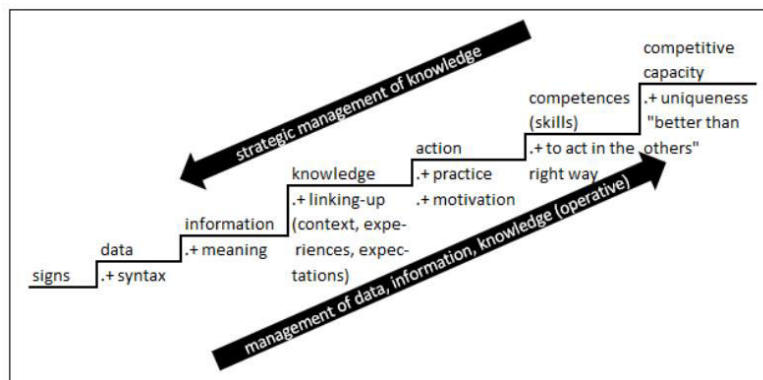 strategic management of knowledge
signs
data
.+ syntax
information
.+ meaning
knowledge
.+ linking-up
(context, expe-
riences, expec-
tations)
action
.+ practice
.+ motivation
competences
(skills)
.+ to act in the
right way
competitive
capacity
.+ uniqueness
"better than
others"
management of data, information, knowledge (operative)